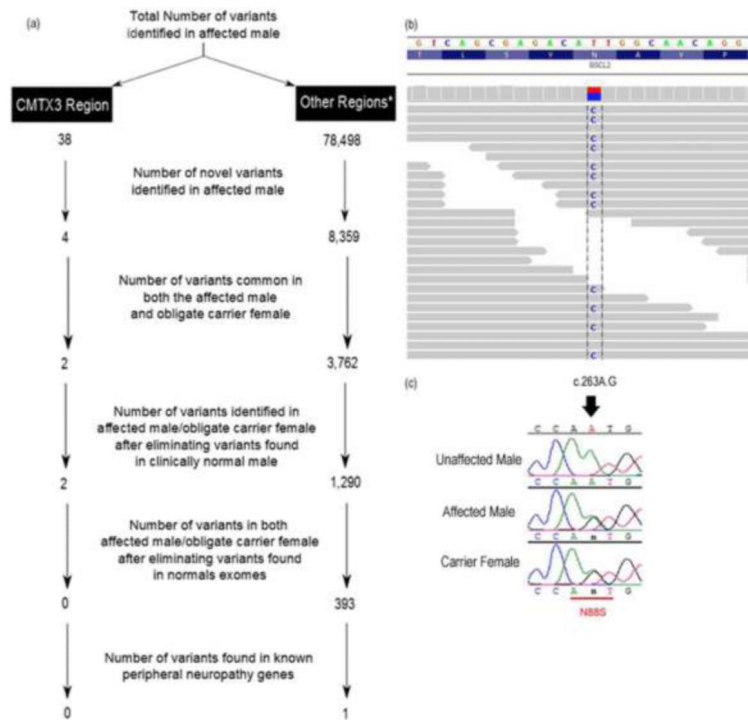 (a)
Total Number of variants
identified in affected male
CMTX3 Region
Other Regions*
38
78,498
Number of novel variants
identified in affected male
4
8,359
Number of variants common in
both the affected male
and obligate carrier female
2
3,762
Number of variants identified in
affected male/obligate carrier female
after eliminating variants found
in clinically normal male
2
1,290
Number of variants in both
affected male/obligate carrier female
after eliminating variants found
in normals exomes
0
393
Number of variants found in known
peripheral neuropathy genes
0
1
(b)
G T C A G C G A G A C A T T G G C A A C A G G
T L S V N A V P
BSCL2
C
C
C
C
C
C
C
C
C
C
C
(c)
c.263A.G
C C A A T G
Unaffected Male
C C A A T G
Affected Male
C C A n T G
Carrier Female
C C A n T G
N88S